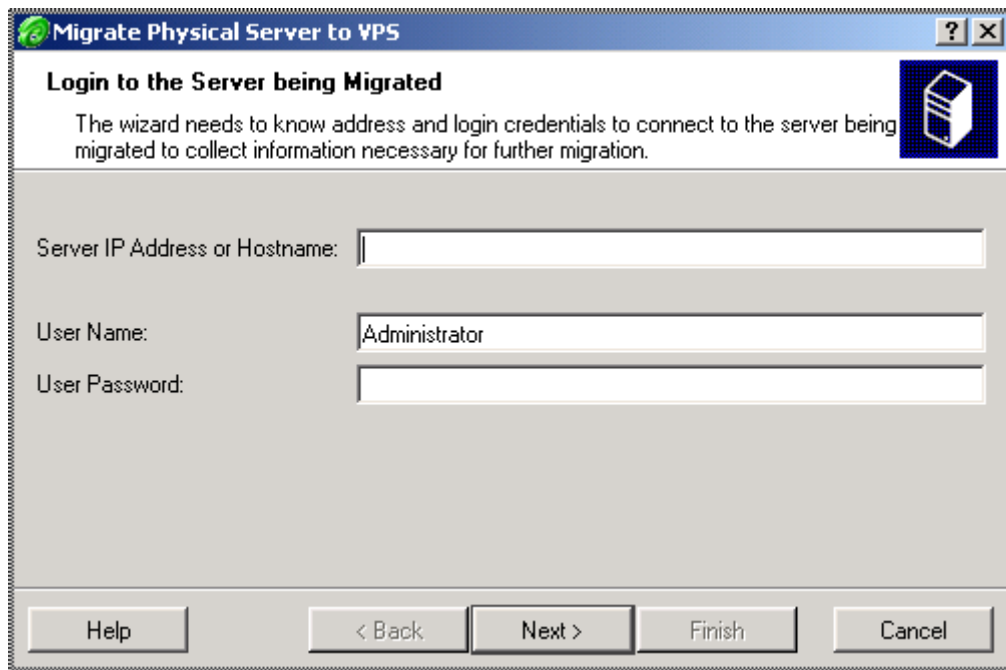 Migrate Physical Server to VPS
Login to the Server being Migrated
The wizard needs to know address and login credentials to connect to the server being
migrated to collect information necessary for further migration.
Server IP Address or Hostname:
User Name:
Administrator
User Password:
Help
< Back
Next >
Finish
Cancel